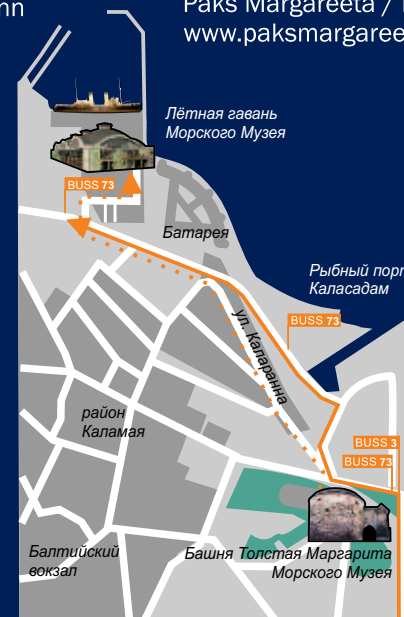 nn
Paks Margareeta /
www.paksmargaree
Лётная гавань
Морского Музея
BUSS 73
Батарея
Рыбный порт
Каласадам
BUSS 73
ул. Каларанна
район
Каламая
BUSS 3
BUSS 73
Балтийский
вокзал
Башня Толстая Маргарита
Морского Музея